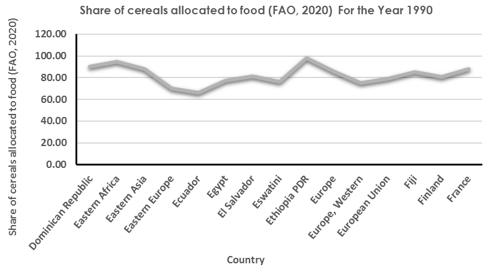 Share of cereals allocated to food (FAO, 2020)  For the Year 1990
Share of cereals allocated to food (FAO, 2020)
120.00
100.00
80.00
60.00
40.00
20.00
0.00
Dominican Republic
Eastern Africa
Eastern Asia
Eastern Europe
Ecuador
Egypt
El Salvador
Eswatini
Ethiopia PDR
Europe
Europe, Western
European Union
Fiji
Finland
France
Country